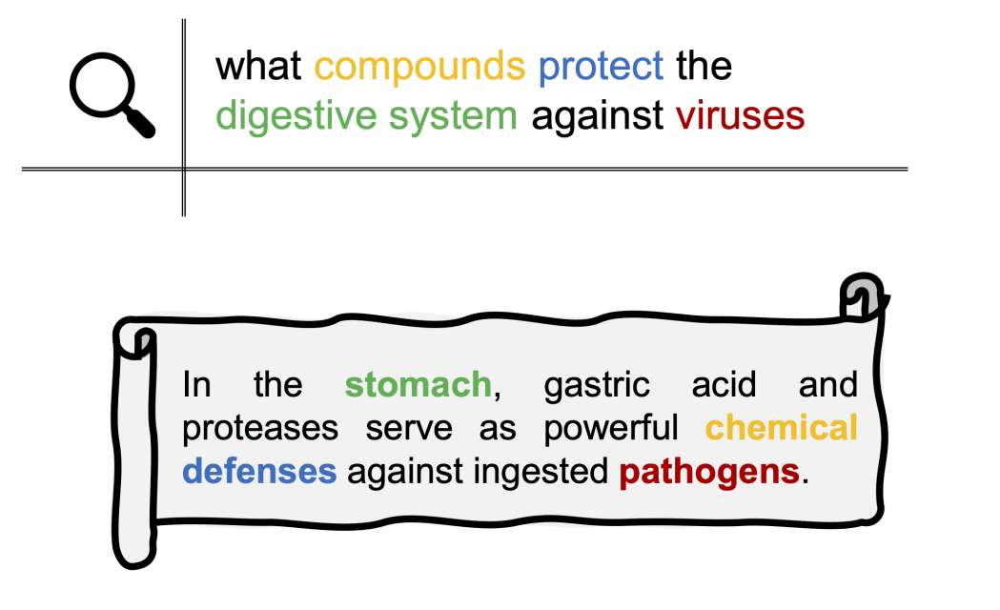 what compounds protect the
digestive system against viruses
In the stomach, gastric acid and
proteases serve as powerful chemical
defenses against ingested pathogens.